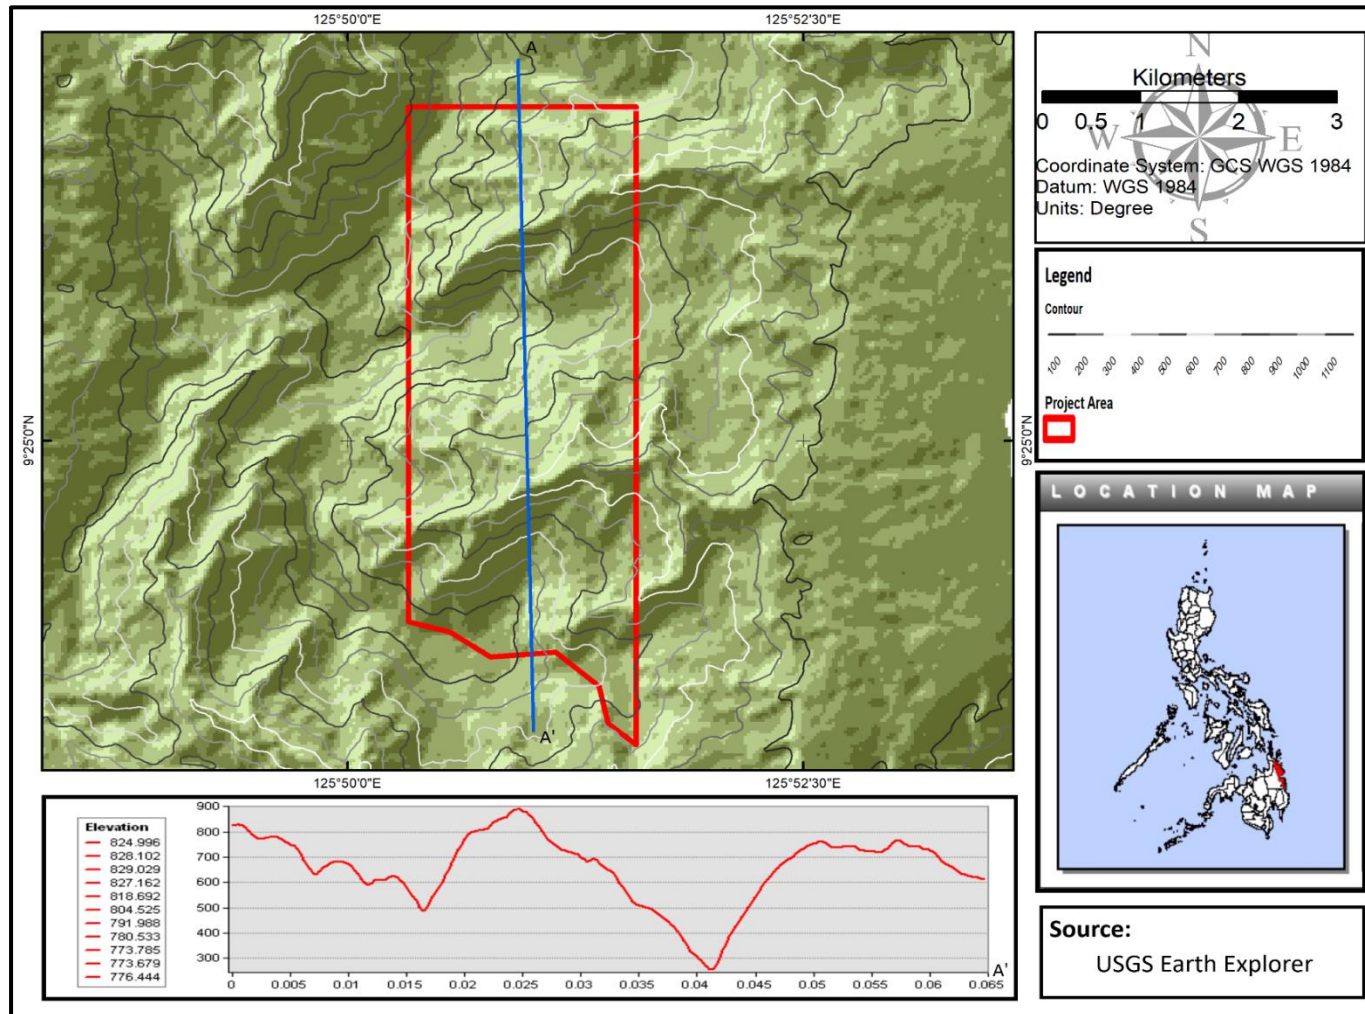 125°50'0"E 125°52'30"E
A
A'
9°25'0"N 9°25'0"N
125°50'0"E 125°52'30"E
N
W E
S
Kilometers
0 0.5 1 2 3
Coordinate System: GCS WGS 1984
Datum: WGS 1984
Units: Degree
Legend
Contour
100 200 300 400 500 600 700 800 900 1000 1100
Project Area
LOCATION MAP
Elevation
824.996
828.102
829.029
827.162
818.692
804.525
791.988
780.533
773.785
773.679
776.444
900
800
700
600
500
400
300
0 0.005 0.01 0.015 0.02 0.025 0.03 0.035 0.04 0.045 0.05 0.055 0.06 0.065
A'
Source:
USGS Earth Explorer